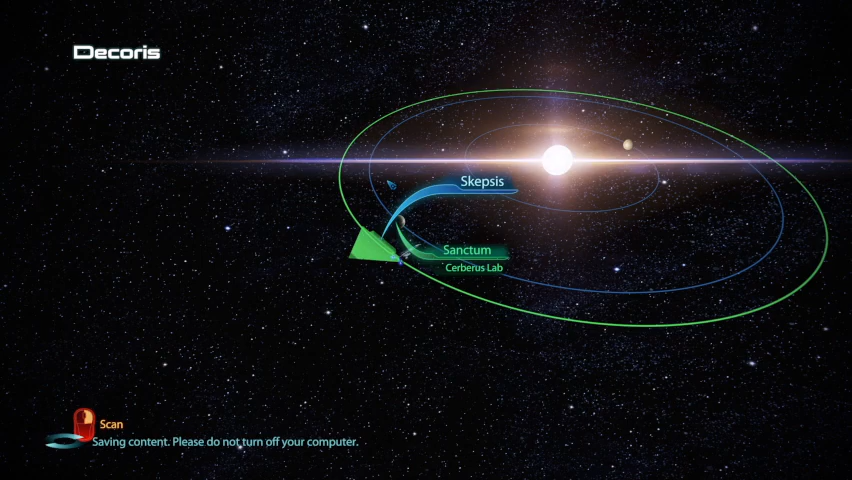 Decoris
Skepsis
Sanctum
Cerberus Lab
Scan
Saving content. Please do not turn off your computer.